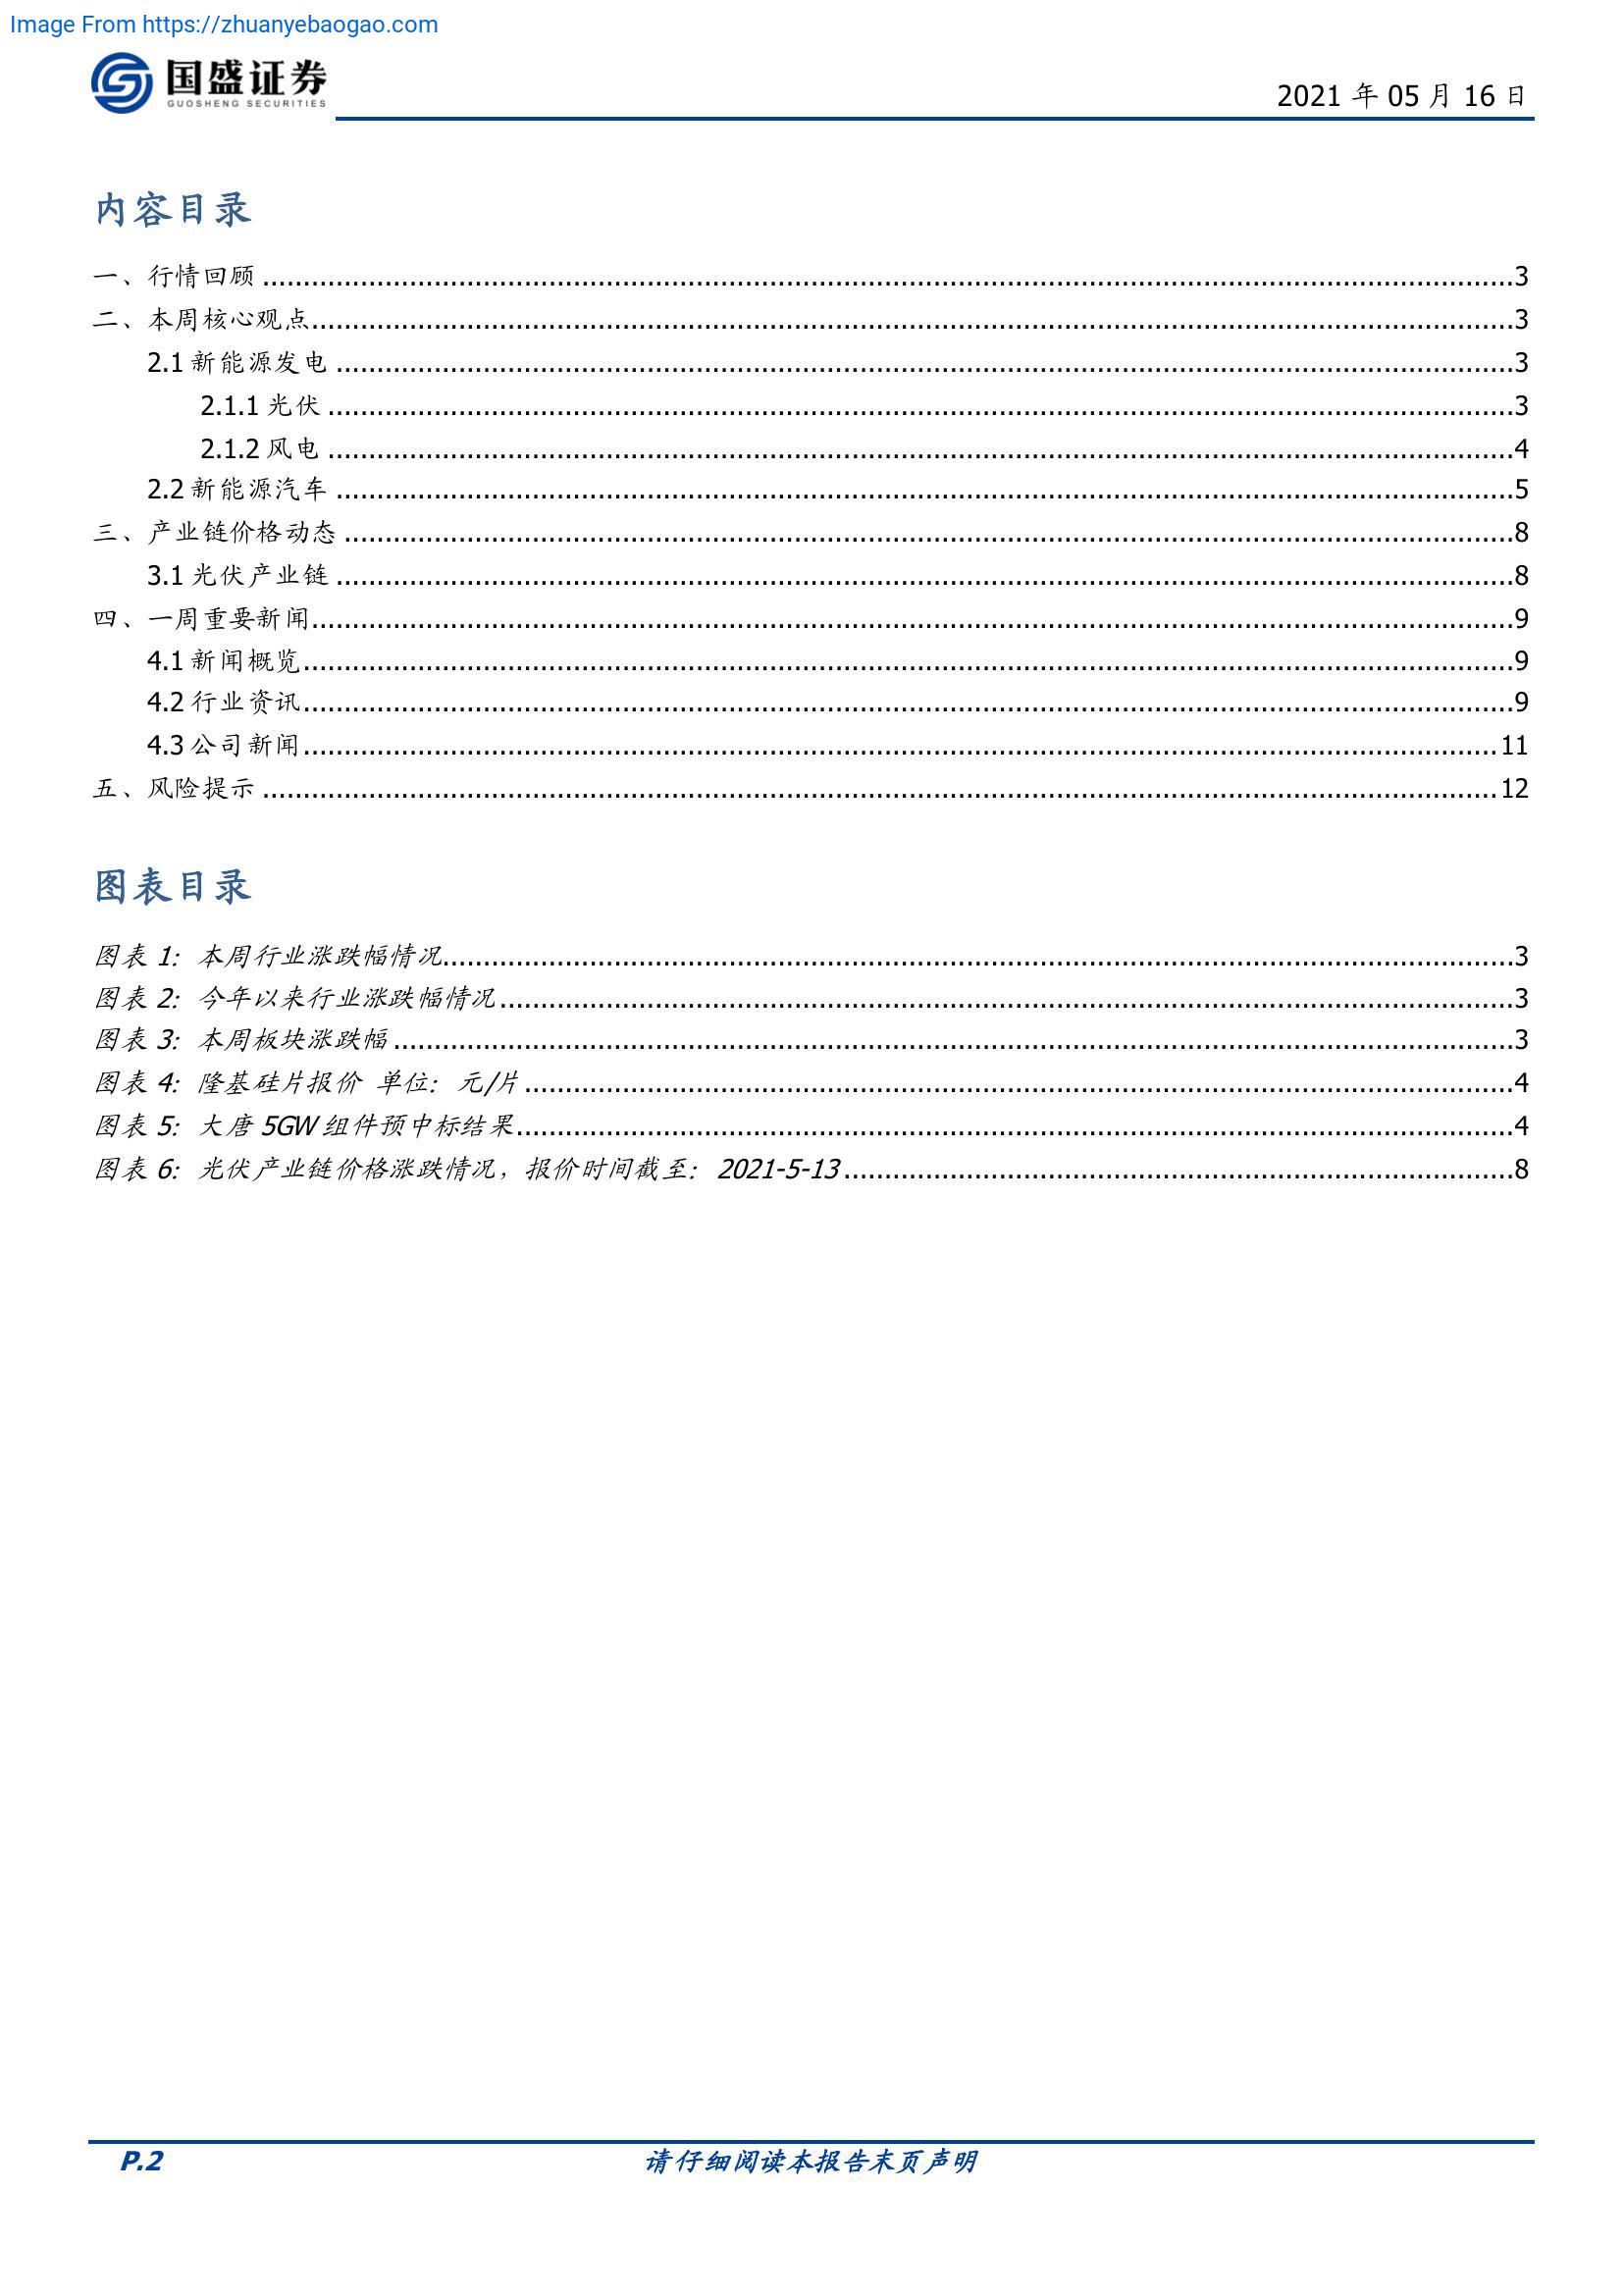 Image From https://zhuanyebaogao.com
国盛证券
GUOSHENG SECURITIES
2021 年 05 月 16 日
内容目录
一、行情回顾 ........................................ 3
二、本周核心观点 ........................................ 3
2.1 新能源发电 ........................................ 3
2.1.1 光伏 ........................................ 3
2.1.2 风电 ........................................ 4
2.2 新能源汽车 ........................................ 5
三、产业链价格动态 ........................................ 8
3.1 光伏产业链 ........................................ 8
四、一周重要新闻 ........................................ 9
4.1 新闻概览 ........................................ 9
4.2 行业资讯 ........................................ 9
4.3 公司新闻 ........................................ 11
五、风险提示 ........................................ 12
图表目录
图表 1: 本周行业涨跌幅情况 ........................................ 3
图表 2: 今年以来行业涨跌幅情况 ........................................ 3
图表 3: 本周板块涨跌幅 ........................................ 3
图表 4: 隆基硅片报价 单位: 元/片 ........................................ 4
图表 5: 大唐 5GW 组件预中标结果 ........................................ 4
图表 6: 光伏产业链价格涨跌情况，报价时间截至: 2021-5-13 ........................................ 8
P.2
请仔细阅读本报告末页声明